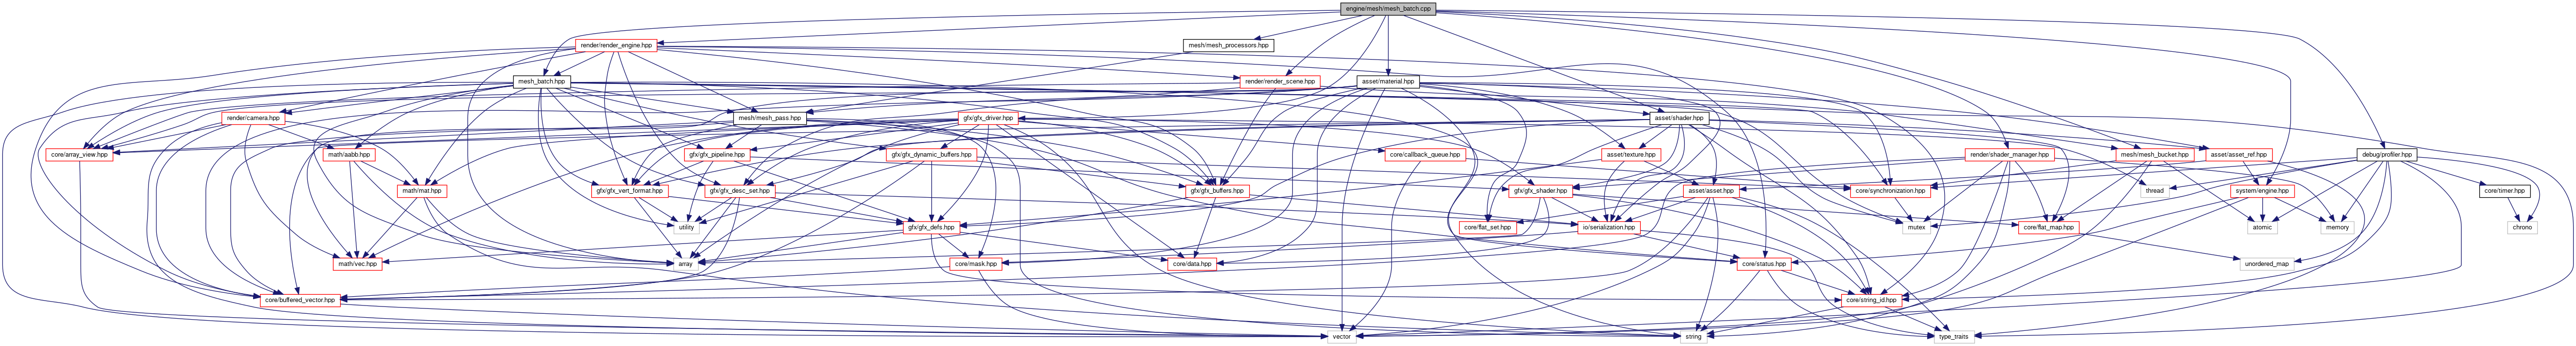 engine/mesh/mesh_batch.cpp
render/render_engine.hpp
mesh/mesh_processors.hpp
mesh_batch.hpp
render/render_scene.hpp
asset/material.hpp
render/camera.hpp
mesh/mesh_pass.hpp
gfx/gfx_driver.hpp
asset/shader.hpp
core/array_view.hpp
math/aabb.hpp
gfx/gfx_pipeline.hpp
gfx/gfx_dynamic_buffers.hpp
core/callback_queue.hpp
asset/texture.hpp
render/shader_manager.hpp
mesh/mesh_bucket.hpp
asset/asset_ref.hpp
debug/profiler.hpp
math/mat.hpp
gfx/gfx_vert_format.hpp
gfx/gfx_desc_set.hpp
gfx/gfx_buffers.hpp
gfx/gfx_shader.hpp
asset/asset.hpp
core/synchronization.hpp
thread
system/engine.hpp
core/timer.hpp
utility
gfx/gfx_defs.hpp
core/flat_set.hpp
io/serialization.hpp
mutex
core/flat_map.hpp
atomic
memory
chrono
math/vec.hpp
array
core/mask.hpp
core/data.hpp
core/status.hpp
unordered_map
core/buffered_vector.hpp
core/string_id.hpp
vector
string
type_traits